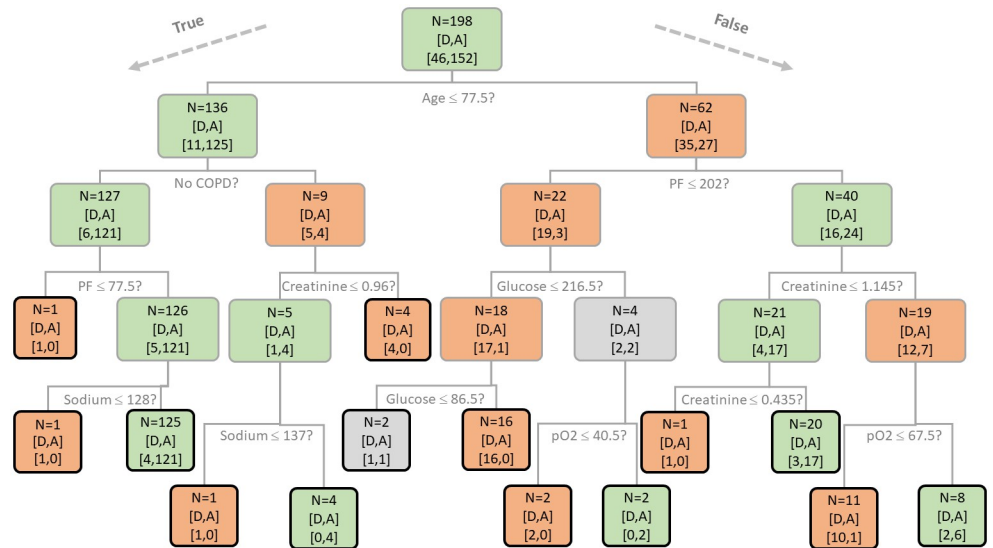 True
False
N=198
[D,A]
[46,152]
Age ≤ 77.5?
N=136
[D,A]
[11,125]
N=62
[D,A]
[35,27]
No COPD?
PF ≤ 202?
N=127
[D,A]
[6,121]
N=9
[D,A]
[5,4]
N=22
[D,A]
[19,3]
N=40
[D,A]
[16,24]
PF ≤ 77.5?
Creatinine ≤ 0.96?
Glucose ≤ 216.5?
Creatinine ≤ 1.145?
N=1
[D,A]
[1,0]
N=126
[D,A]
[5,121]
N=5
[D,A]
[1,4]
N=4
[D,A]
[4,0]
N=18
[D,A]
[17,1]
N=4
[D,A]
[2,2]
N=21
[D,A]
[4,17]
N=19
[D,A]
[12,7]
Sodium ≤ 128?
Glucose ≤ 86.5?
Creatinine ≤ 0.435?
N=1
[D,A]
[1,0]
N=125
[D,A]
[4,121]
Sodium ≤ 137?
N=2
[D,A]
[1,1]
N=16
[D,A]
[16,0]
pO2 ≤ 40.5?
N=1
[D,A]
[1,0]
N=20
[D,A]
[3,17]
pO2 ≤ 67.5?
N=1
[D,A]
[1,0]
N=4
[D,A]
[0,4]
N=2
[D,A]
[2,0]
N=2
[D,A]
[0,2]
N=11
[D,A]
[10,1]
N=8
[D,A]
[2,6]